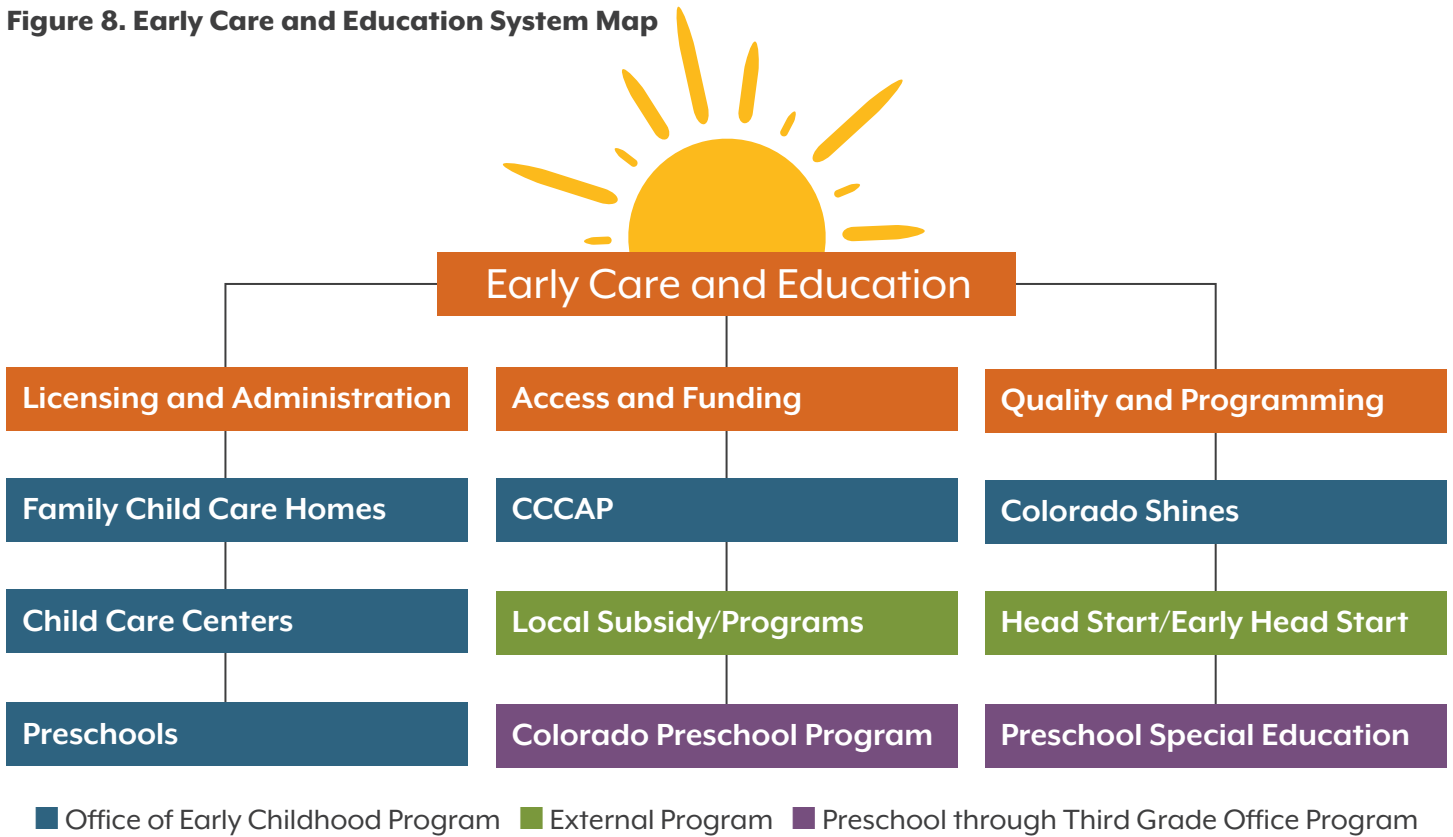 Figure 8. Early Care and Education System Map
Early Care and Education
Licensing and Administration
Family Child Care Homes
Child Care Centers
Preschools
Access and Funding
CCCAP
Local Subsidy/Programs
Colorado Preschool Program
Quality and Programming
Colorado Shines
Head Start/Early Head Start
Preschool Special Education
Office of Early Childhood Program External Program Preschool through Third Grade Office Program